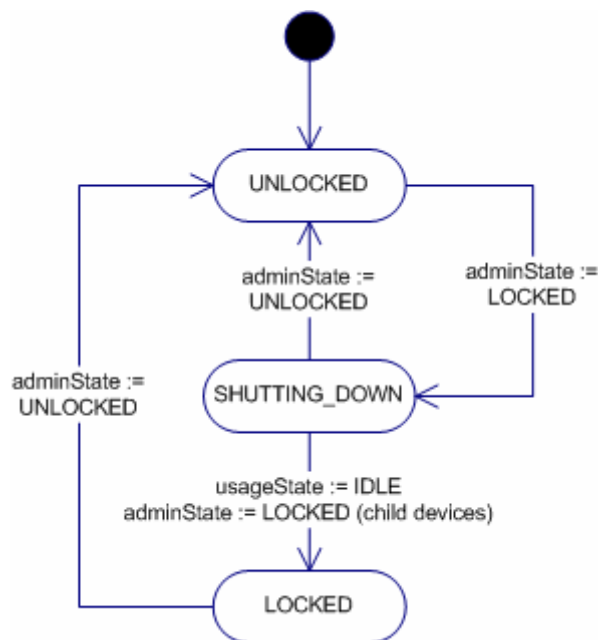 UNLOCKED
adminState :=
UNLOCKED
adminState :=
LOCKED
adminState :=
UNLOCKED
SHUTTING_DOWN
usageState := IDLE
adminState := LOCKED (child devices)
LOCKED